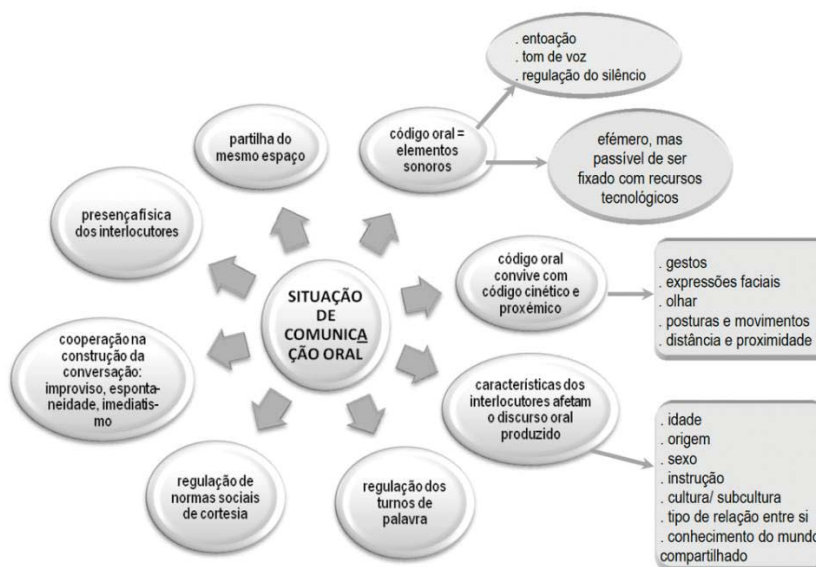 SITUAÇÃO
DE
COMUNICA
ÇÃO ORAL
partilha do
mesmo espaço
código oral =
elementos
sonoros
. entoação
. tom de voz
. regulação do silêncio
efémero, mas
passível de ser
fixado com recursos
tecnológicos
código oral
convive com
código cinético e
proxémico
. gestos
. expressões faciais
. olhar
. posturas e movimentos
. distância e proximidade
características dos
interlocutores afetam o
discurso oral
produzido
. idade
. origem
. sexo
. instrução
. cultura/ subcultura
. tipo de relação entre si
. conhecimento do mundo
compartilhado
regulação dos
turnos de
palavra
regulação de
normas sociais
de cortesia
cooperação na
construção da
conversação:
improviso, esponta-
neidade, imediatis-
mo
presença física
dos interlocutores